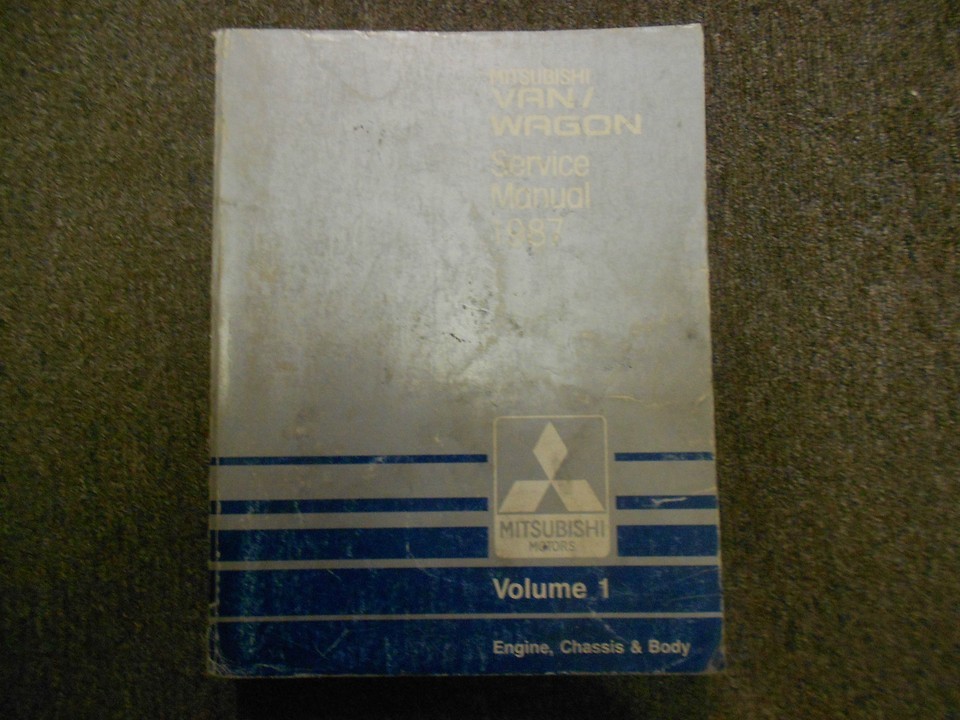 MITSUBISHI
VAN/
WAGON
Service
Manual
1987
MITSUBISHI
MOTORS
Volume 1
Engine, Chassis & Body